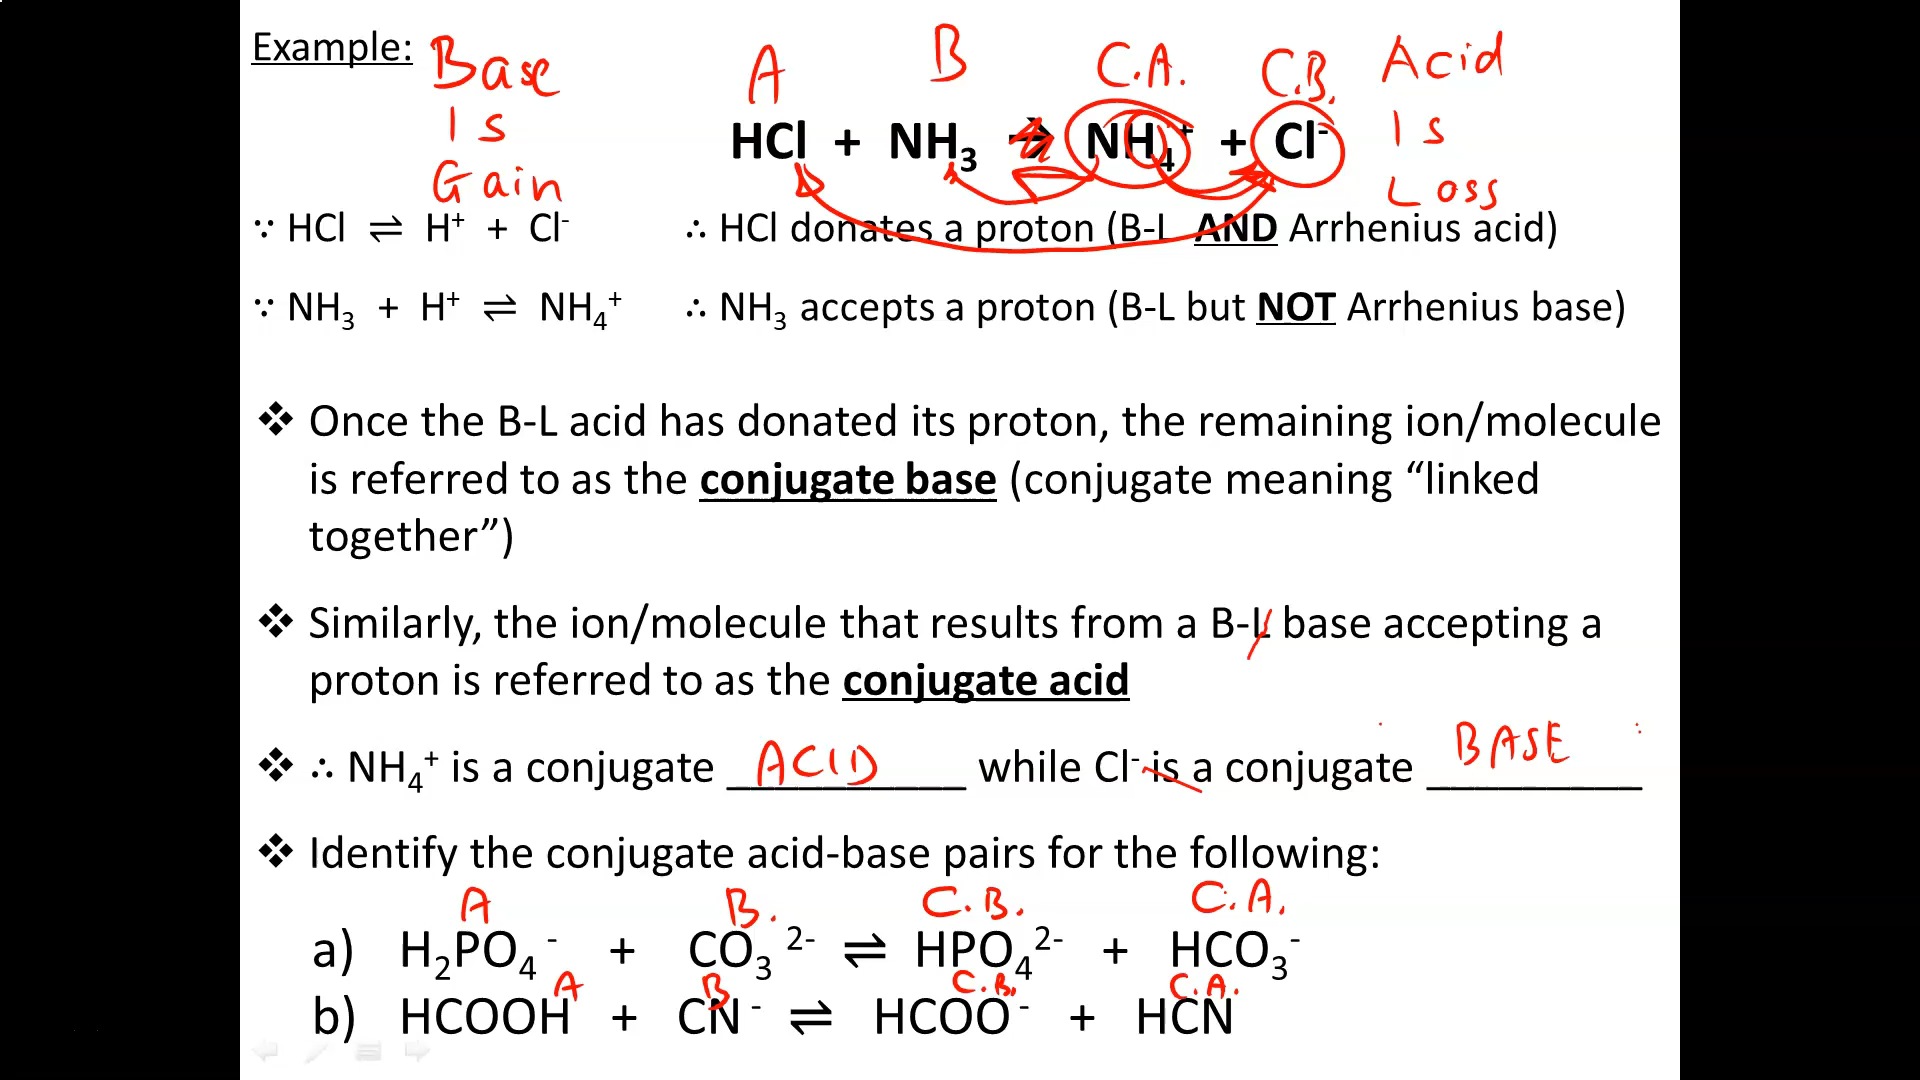 Example: Base A B C.A. C.B. Acid
Is Is
Gain Loss
HCl + NH₃ → NH₄⁺ + Cl⁻
∵ HCl ⇌ H⁺ + Cl⁻ ∴ HCl donates a proton (B-L AND Arrhenius acid)
∵ NH₃ + H⁺ ⇌ NH₄⁺ ∴ NH₃ accepts a proton (B-L but NOT Arrhenius base)
❖ Once the B-L acid has donated its proton, the remaining ion/molecule
is referred to as the conjugate base (conjugate meaning “linked
together”)
❖ Similarly, the ion/molecule that results from a B-L base accepting a
proton is referred to as the conjugate acid
❖ ∴ NH₄⁺ is a conjugate ACID while Cl⁻ is a conjugate BASE
❖ Identify the conjugate acid-base pairs for the following:
A B. C.B. C.A.
a) H₂PO₄⁻ + CO₃²⁻ ⇌ HPO₄²⁻ + HCO₃⁻
A B C.B. C.A.
b) HCOOH + CN⁻ ⇌ HCOO⁻ + HCN